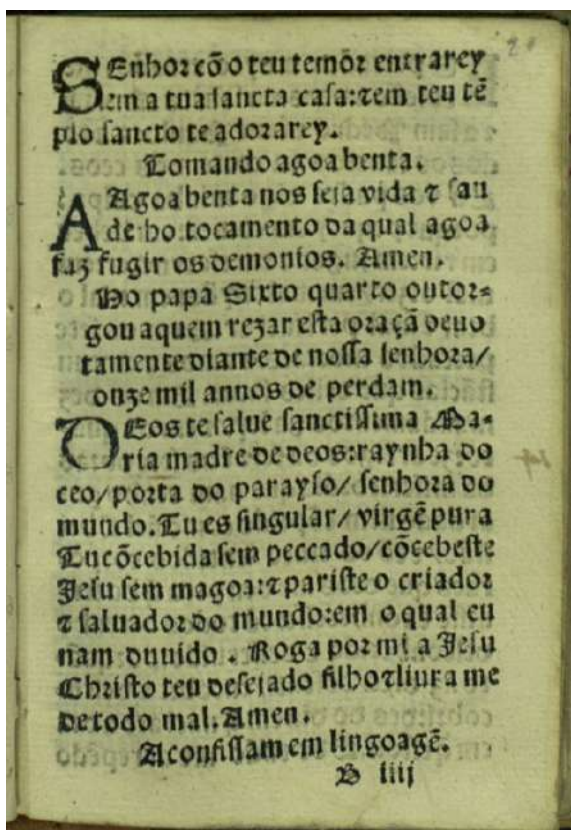 SEnhor cõ o teu temor entrarey
em a tua sancta casa: ⁊ em teu tẽ
plo sancto te adorarey.
Tomando agoa benta.
AAgoa benta nos seja vida ⁊ sau
de ho tocamento da qual agoa
faz fugir os demonios. Amen.
Ho papa Sixto quarto outor-
gou aquem rezar esta oraçã deuo
tamente diante de nossa senhora/
onze mil annos de perdam.
DEos te salue sanctissima Ma-
ria madre de deos: raynha do
ceo/ porta do parayso/ senhora do
mundo. Tu es singular/ virgẽ pura
Tu cõcebida sem peccado/ cõcebeste
Jesu sem magoa: ⁊ pariste o criador
⁊ saluador do mundo: em o qual eu
nam duuido. Roga por mi a Jesu
Christo teu desejado filho ⁊ liura me
de todo mal. Amen.
A confissam em lingoagẽ.
B iiij